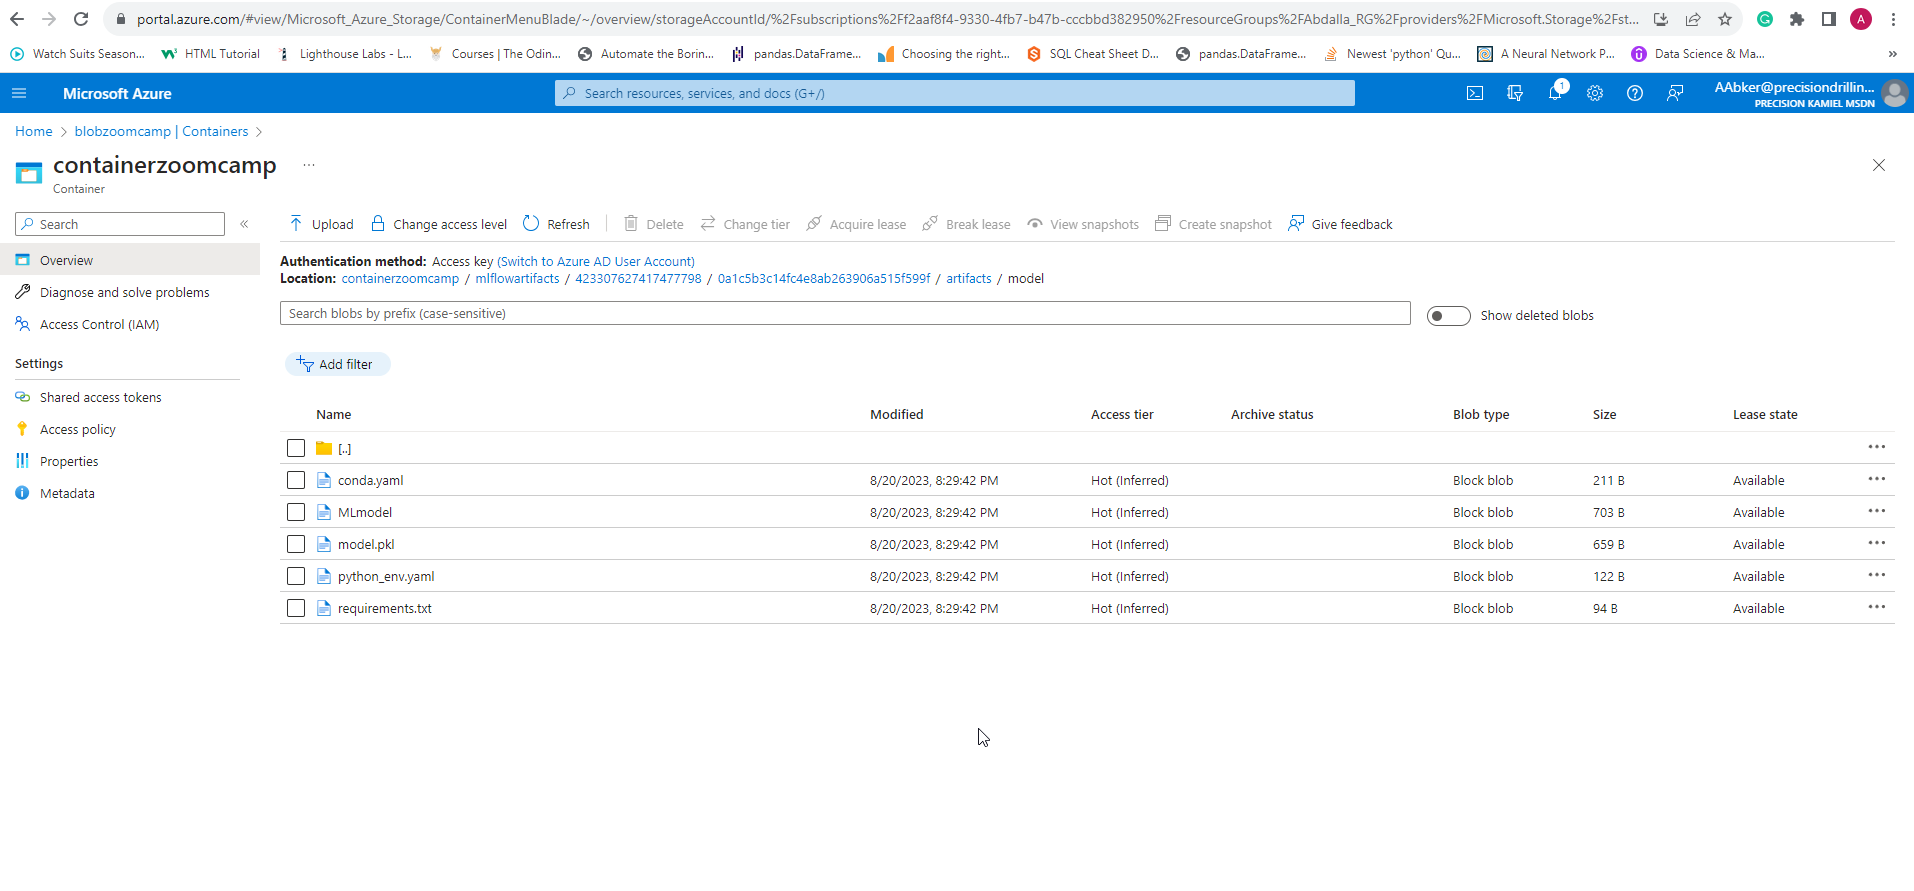 portal.azure.com/#view/Microsoft_Azure_Storage/ContainerMenuBlade/~/overview/storageAccountId/%2Fsubscriptions%2Ff2aaf8f4-9330-4fb7-b47b-cccbbd382950%2FresourceGroups%2FAbdalla_RG%2Fproviders%2FMicrosoft.Storage%2Fst... A
Watch Suits Season... HTML Tutorial Lighthouse Labs - L... Courses | The Odin... Automate the Borin... pandas.DataFrame... Choosing the right... SQL Cheat Sheet D... pandas.DataFrame... Newest 'python' Qu... A Neural Network P... Data Science & Ma... »
Microsoft Azure Search resources, services, and docs (G+/) 1 AAbker@precisiondrillin...
PRECISION KAMIEL MSDN
Home > blobzoomcamp | Containers >
containerzoomcamp ...
Container
Search « Upload Change access level Refresh Delete Change tier Acquire lease Break lease View snapshots Create snapshot Give feedback
Overview
Diagnose and solve problems
Access Control (IAM)
Settings
Shared access tokens
Access policy
Properties
Metadata
Authentication method: Access key (Switch to Azure AD User Account)
Location: containerzoomcamp / mlflowartifacts / 423307627417477798 / 0a1c5b3c14fc4e8ab263906a515f599f / artifacts / model
Search blobs by prefix (case-sensitive) Show deleted blobs
Add filter
Name Modified Access tier Archive status Blob type Size Lease state
[..] ...
conda.yaml 8/20/2023, 8:29:42 PM Hot (Inferred) Block blob 211 B Available ...
MLmodel 8/20/2023, 8:29:42 PM Hot (Inferred) Block blob 703 B Available ...
model.pkl 8/20/2023, 8:29:42 PM Hot (Inferred) Block blob 659 B Available ...
python_env.yaml 8/20/2023, 8:29:42 PM Hot (Inferred) Block blob 122 B Available ...
requirements.txt 8/20/2023, 8:29:42 PM Hot (Inferred) Block blob 94 B Available ...